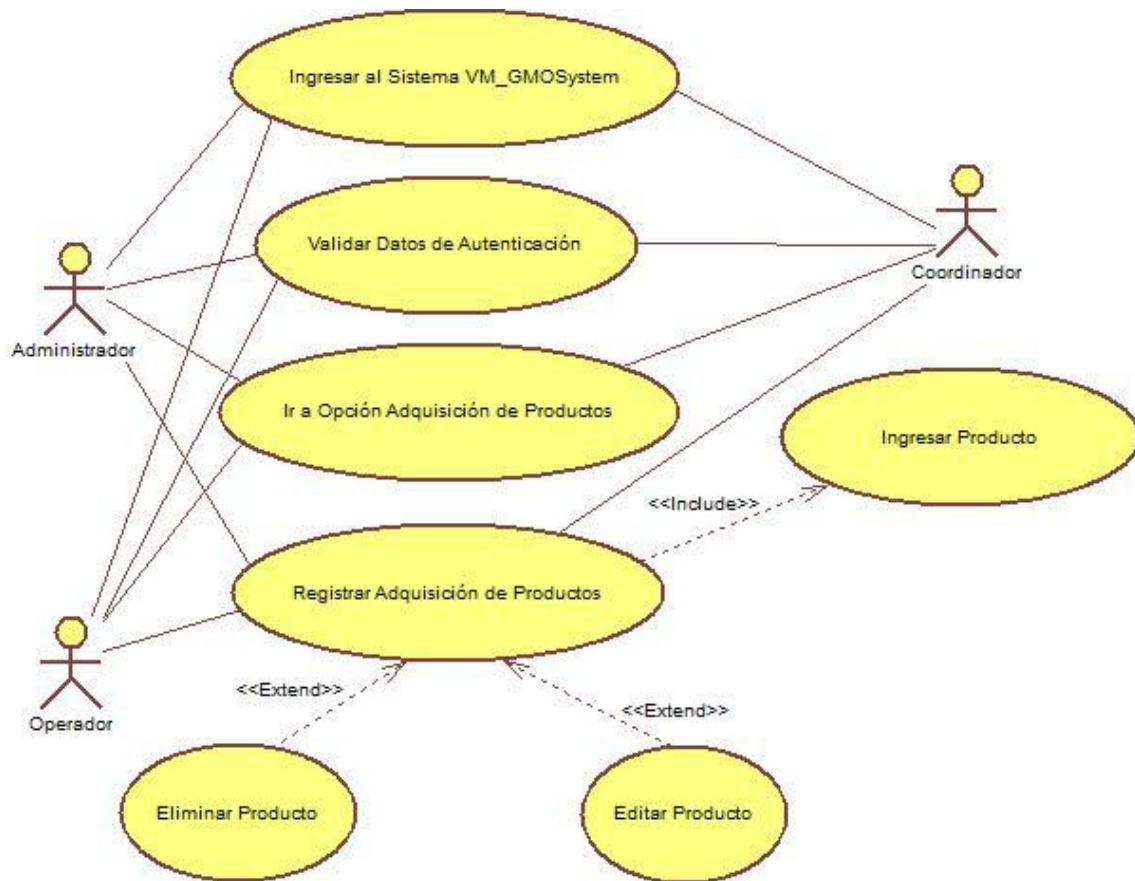 Ingresar al Sistema VM_GMOSystem
Validar Datos de Autenticación
Coordinador
Administrador
Ir a Opción Adquisición de Productos
Ingresar Producto
<<Include>>
Registrar Adquisición de Productos
<<Extend>>
<<Extend>>
Operador
Eliminar Producto
Editar Producto